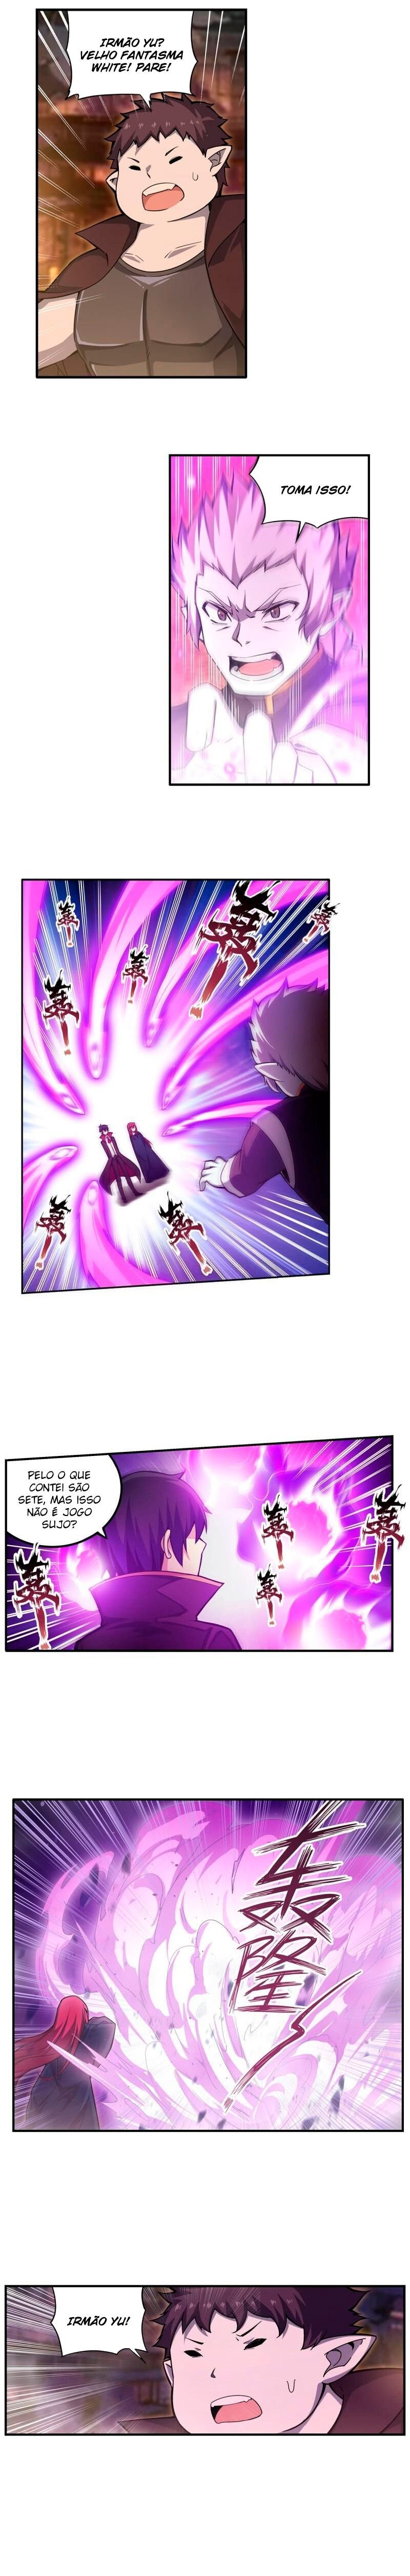 IRMÃO YU?
VELHO FANTASMA
WHITE! PARE!
TOMA ISSO!
PELO O QUE
CONTEI SÃO
SETE, MAS ISSO
NÃO É JOGO
SUJO?
轰
隆
IRMÃO YU!